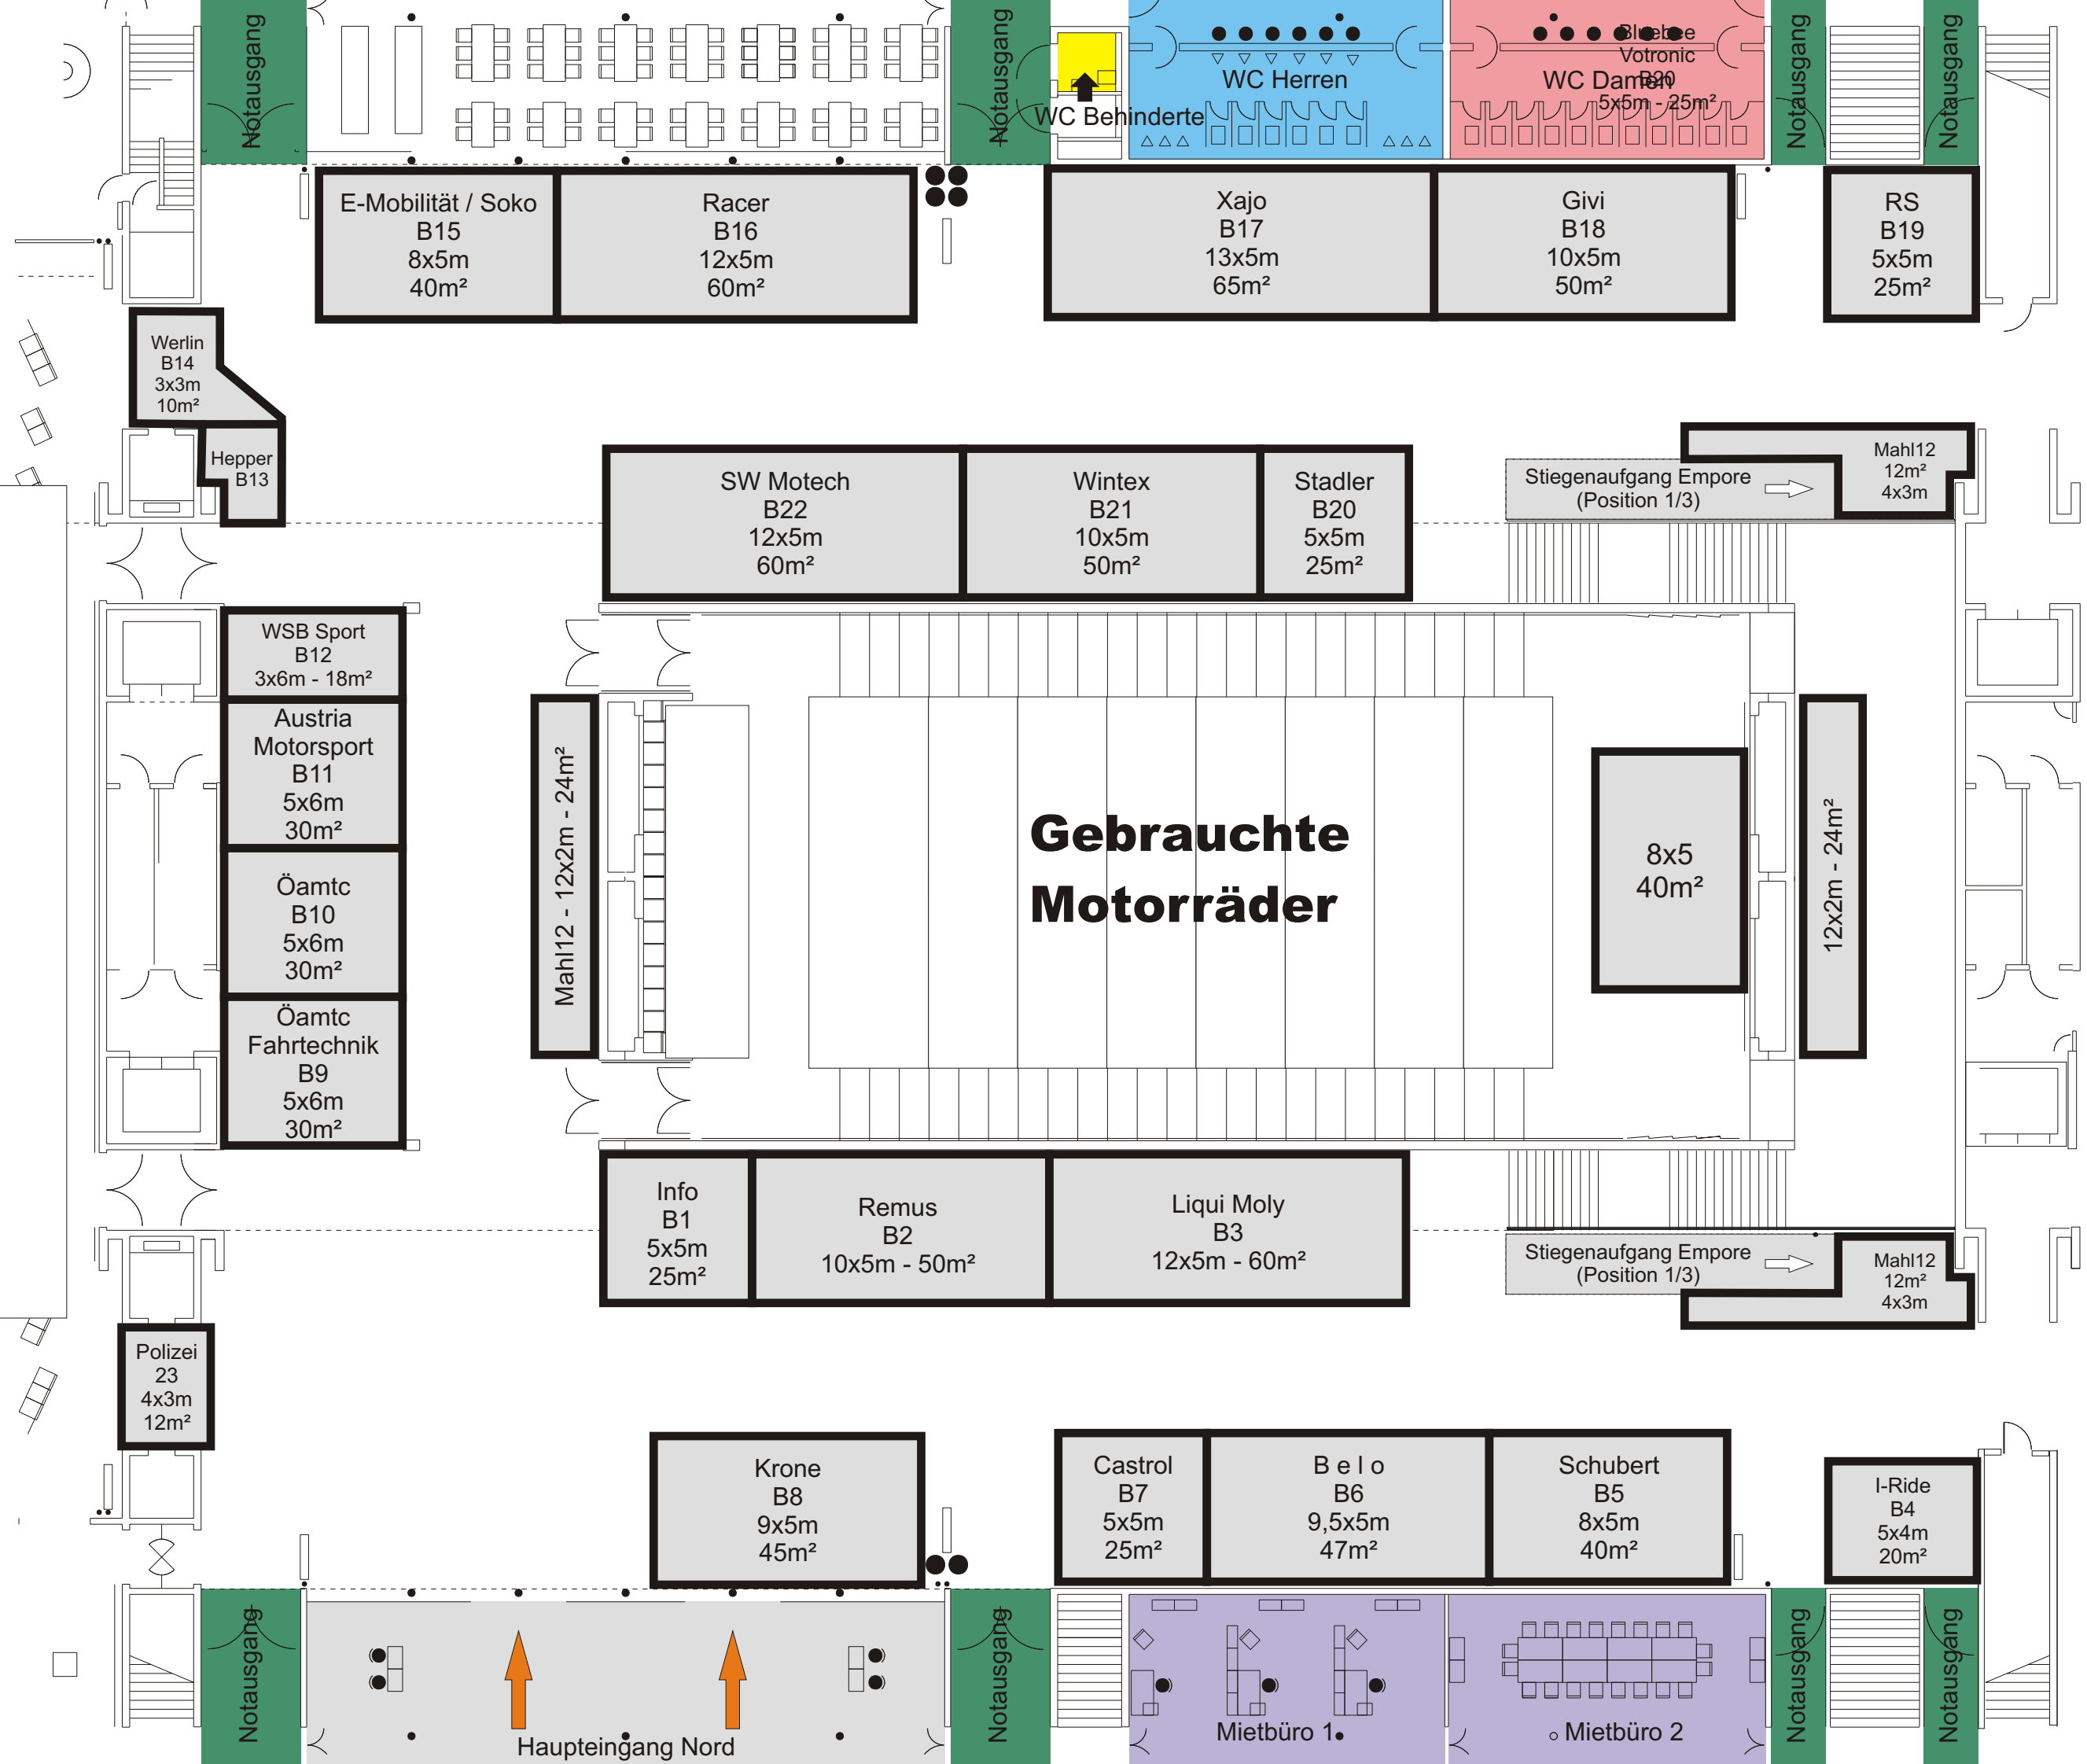 Notausgang
Notausgang
WC Behinderte
WC Herren
WC Damen
Bluebee
Votronic
B20
5x5m - 25m²
Notausgang
Notausgang
E-Mobilität / Soko
B15
8x5m
40m²
Racer
B16
12x5m
60m²
Xajo
B17
13x5m
65m²
Givi
B18
10x5m
50m²
RS
B19
5x5m
25m²
Werlin
B14
3x3m
10m²
Hepper
B13
SW Motech
B22
12x5m
60m²
Wintex
B21
10x5m
50m²
Stadler
B20
5x5m
25m²
Stiegenaufgang Empore
(Position 1/3)
Mahl12
12m²
4x3m
WSB Sport
B12
3x6m - 18m²
Austria
Motorsport
B11
5x6m
30m²
Öamtc
B10
5x6m
30m²
Öamtc
Fahrtechnik
B9
5x6m
30m²
Mahl12 - 12x2m - 24m²
Gebrauchte
Motorräder
8x5
40m²
12x2m - 24m²
Info
B1
5x5m
25m²
Remus
B2
10x5m - 50m²
Liqui Moly
B3
12x5m - 60m²
Stiegenaufgang Empore
(Position 1/3)
Mahl12
12m²
4x3m
Polizei
23
4x3m
12m²
Krone
B8
9x5m
45m²
Castrol
B7
5x5m
25m²
B e l o
B6
9,5x5m
47m²
Schubert
B5
8x5m
40m²
I-Ride
B4
5x4m
20m²
Notausgang
Haupteingang Nord
Notausgang
Mietbüro 1
Mietbüro 2
Notausgang
Notausgang